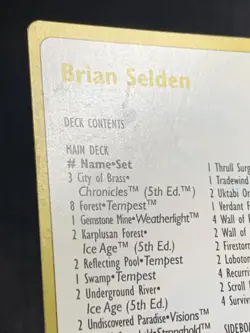 Brian Selden
DECK CONTENTS
MAIN DECK
# Name•Set
3 City of Brass•
Chronicles™ (5th Ed.™)
8 Forest•Tempest™
1 Gemstone Mine•Weatherlight™
2 Karplusan Forest•
Ice Age™ (5th Ed.)
2 Reflecting Pool•Tempest
1 Swamp•Tempest
2 Underground River•
Ice Age (5th Ed.)
2 Undiscovered Paradise•Visions™
Stronghold™
1 Thrull Surg
1 Tradewind
2 Uktabi Or
1 Verdant F
4 Wall of
2 Wall of
2 Firestorm
2 Lobotom
4 Recurri
2 Scroll
4 Surviv
SIDEBO